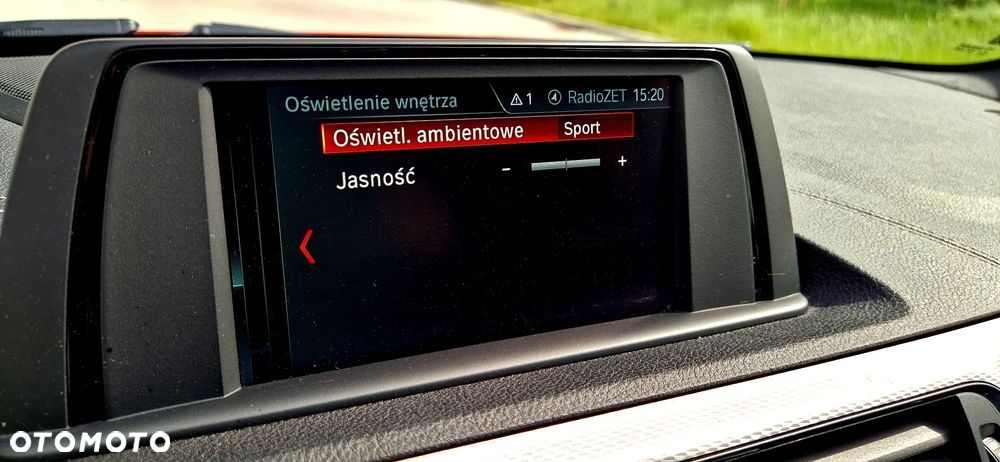 Oświetlenie wnętrza 1 RadioZET 15:20
Oświetl. ambientowe Sport
Jasność - +
OTOMOTO